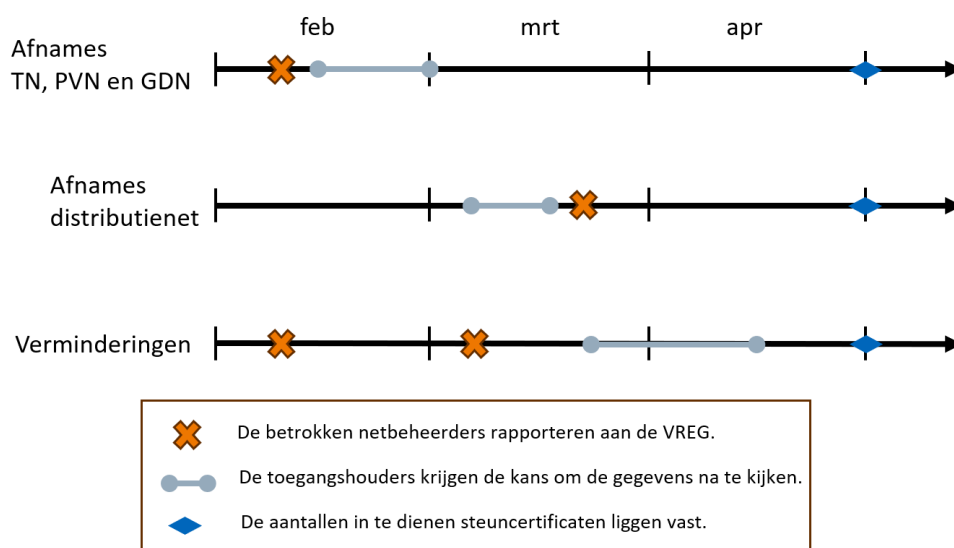 feb
mrt
apr
Afnames
TN, PVN en GDN
Afnames
distributienet
Verminderingen
De betrokken netbeheerders rapporteren aan de VREG.
De toegangshouders krijgen de kans om de gegevens na te kijken.
De aantallen in te dienen steuncertificaten liggen vast.